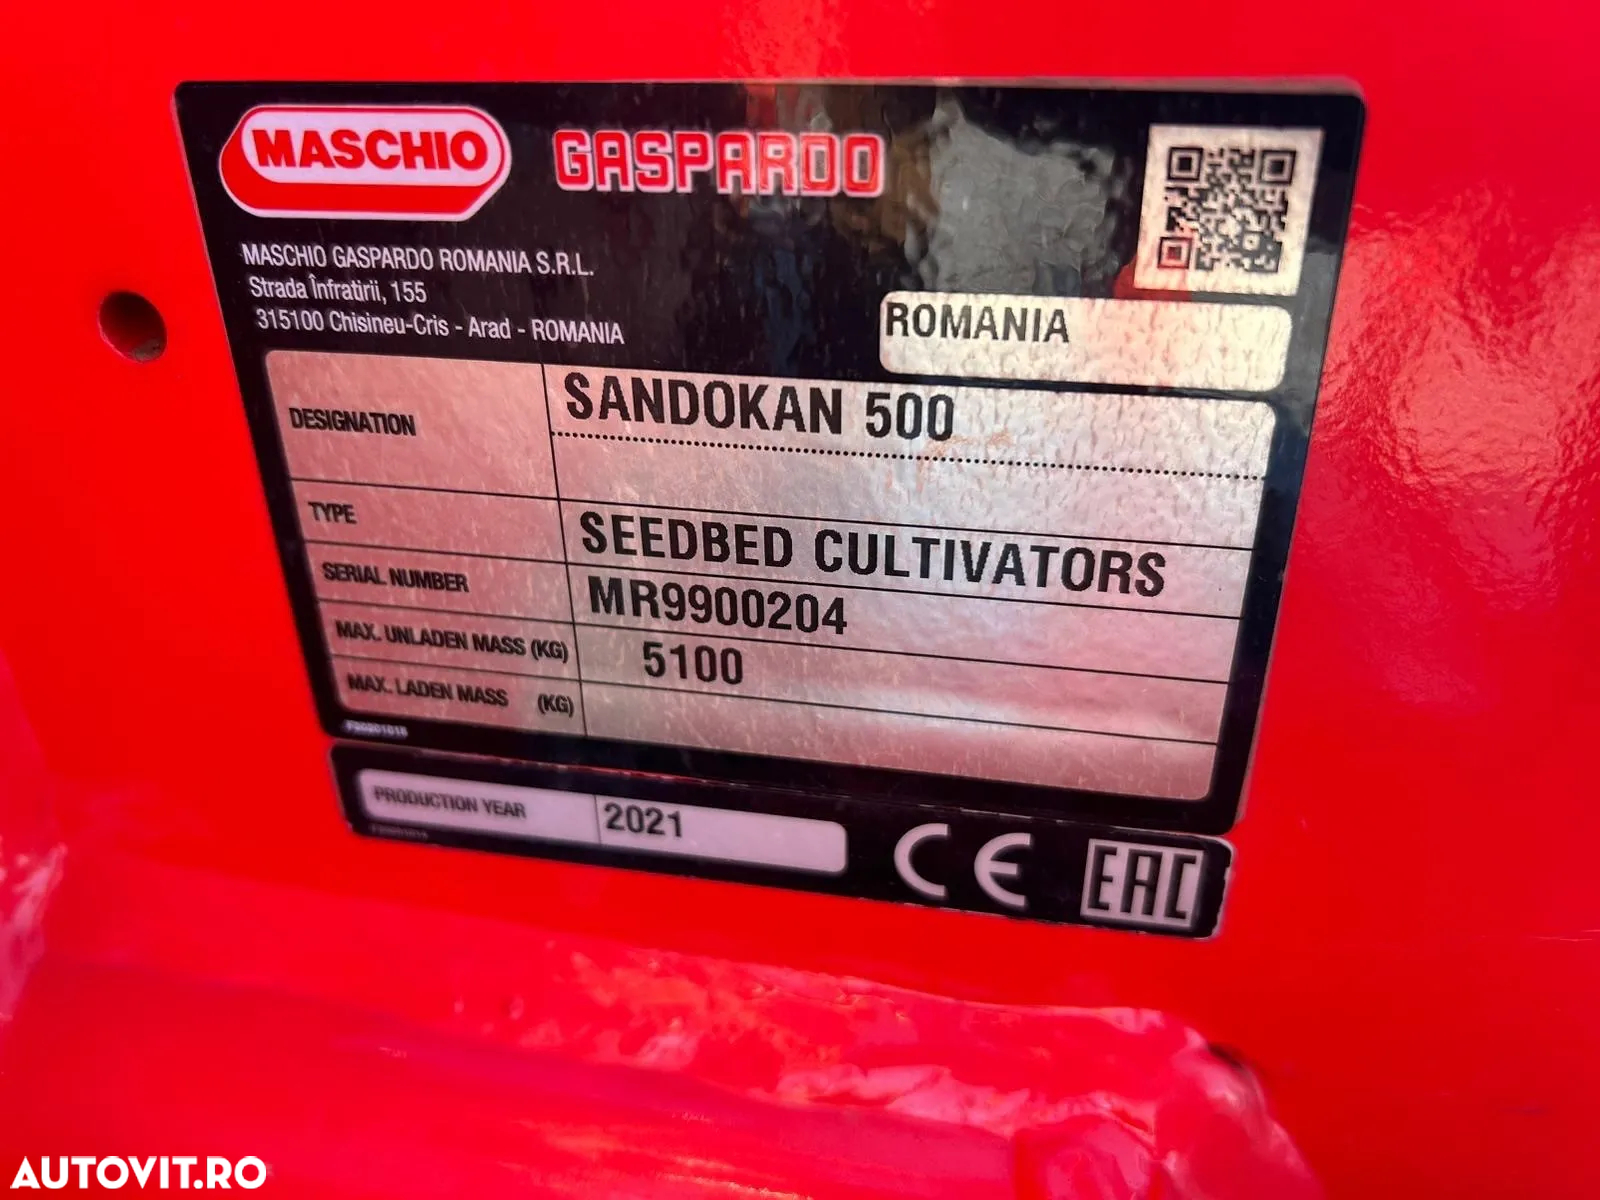 MASCHIO GASPARDO
MASCHIO GASPARDO ROMANIA S.R.L.
Strada Înfratirii, 155
315100 Chisineu-Cris - Arad - ROMANIA
ROMANIA
DESIGNATION SANDOKAN 500
TYPE SEEDBED CULTIVATORS
SERIAL NUMBER MR9900204
MAX. UNLADEN MASS (KG) 5100
MAX. LADEN MASS (KG)
F20201015
PRODUCTION YEAR 2021
CE EAC
AUTOVIT.RO